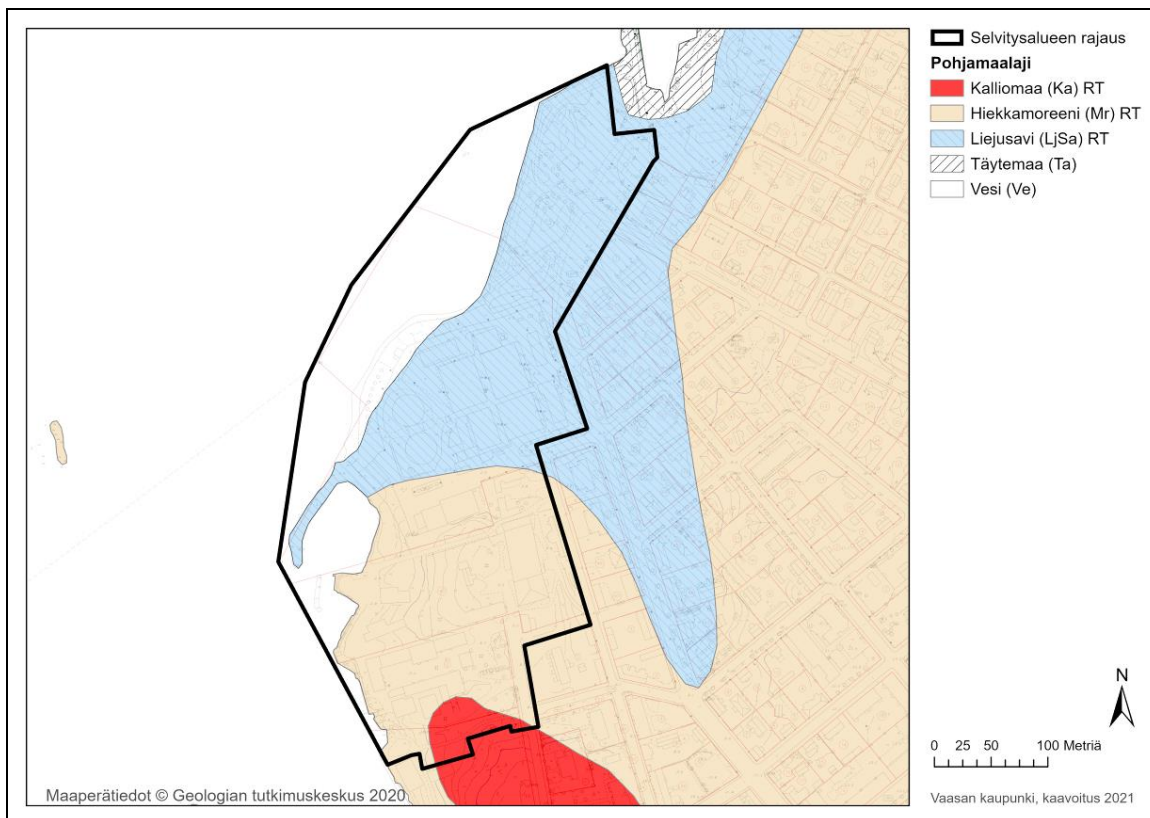 Selvitysalueen rajaus
Pohjamaalaji
Kalliomaa (Ka) RT
Hiekkamoreeni (Mr) RT
Liejusavi (LjSa) RT
Täytemaa (Ta)
Vesi (Ve)
N
0 25 50 100 Metriä
Maaperätiedot © Geologian tutkimuskeskus 2020
Vaasan kaupunki, kaavoitus 2021